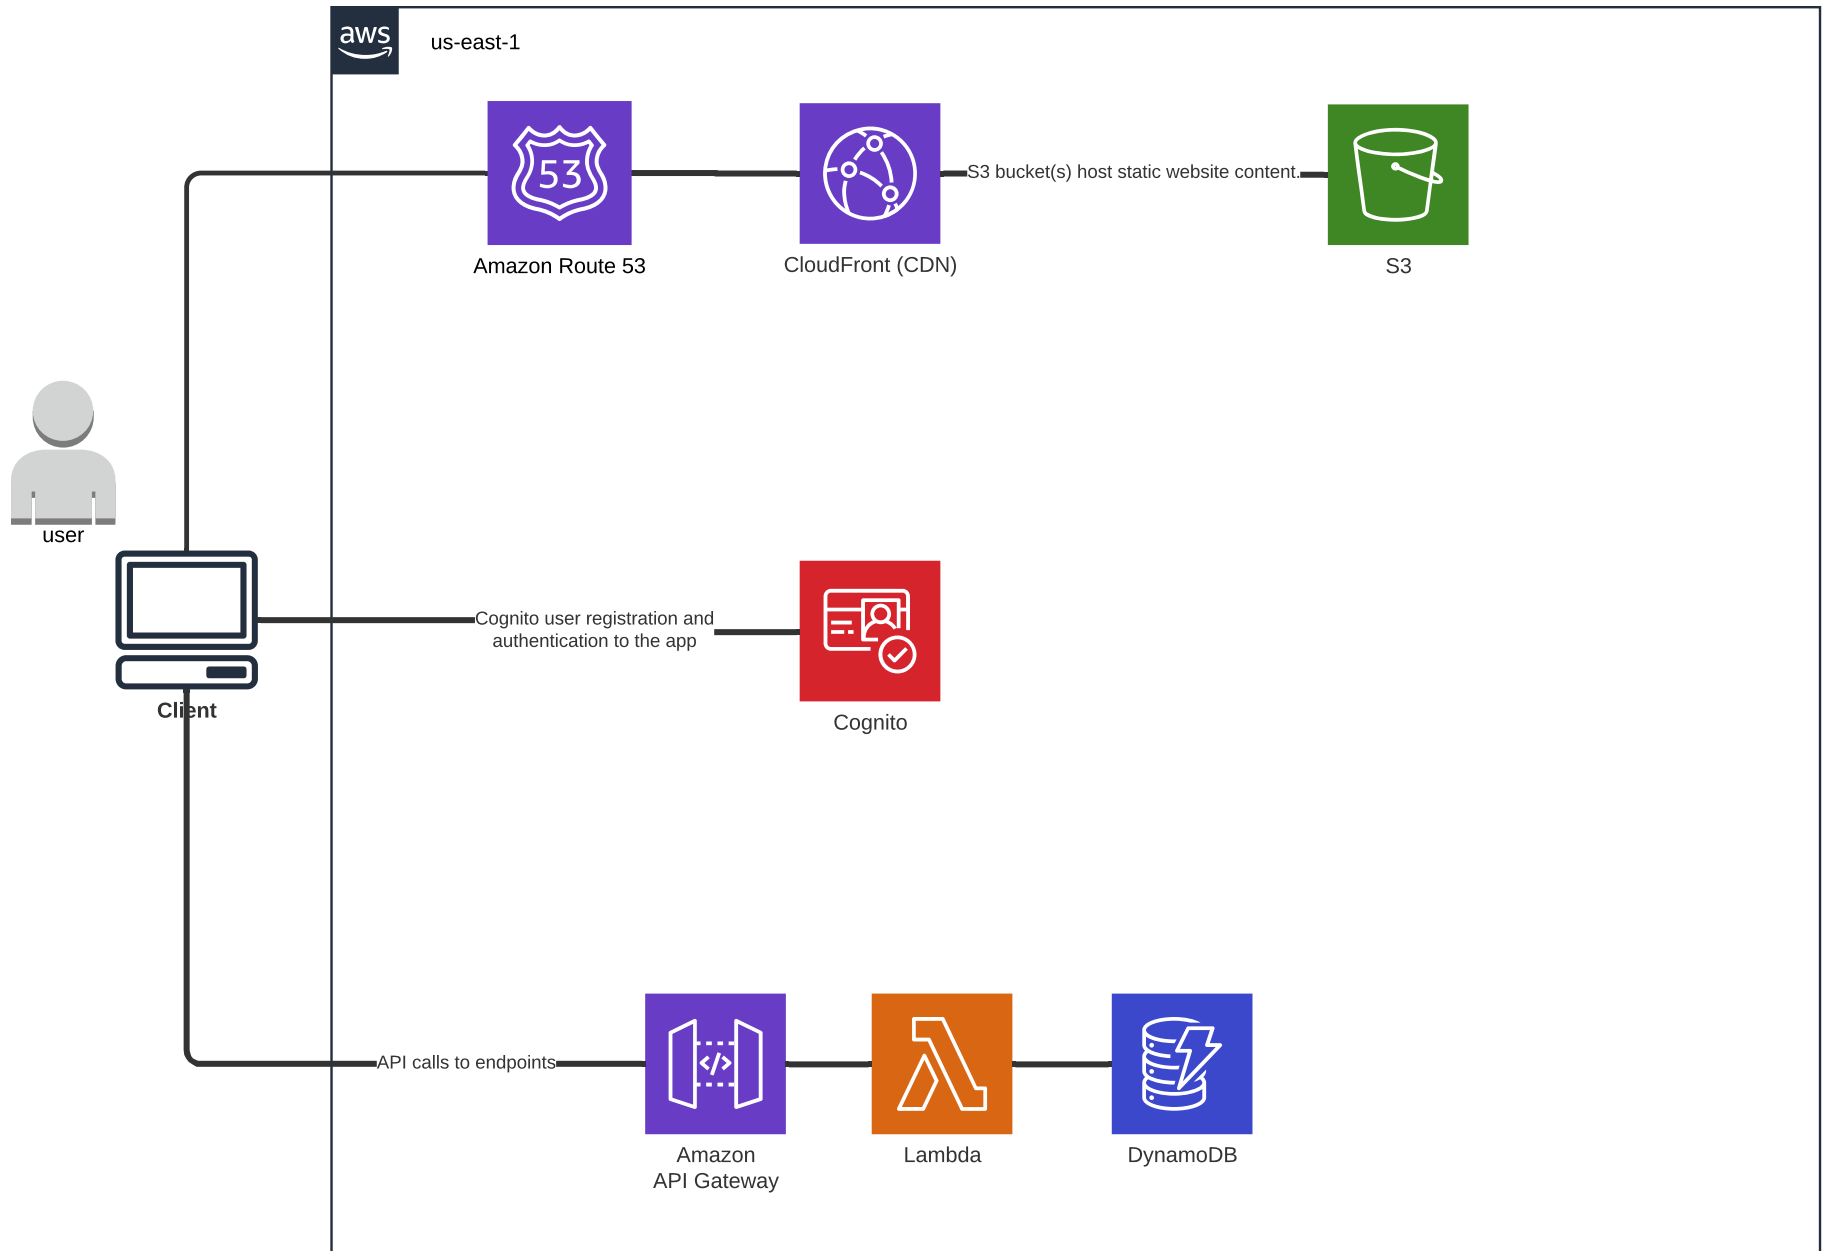 aws
us-east-1
53
Amazon Route 53
CloudFront (CDN)
S3 bucket(s) host static website content.
S3
user
Client
Cognito user registration and
authentication to the app
Cognito
API calls to endpoints
Amazon
API Gateway
Lambda
DynamoDB